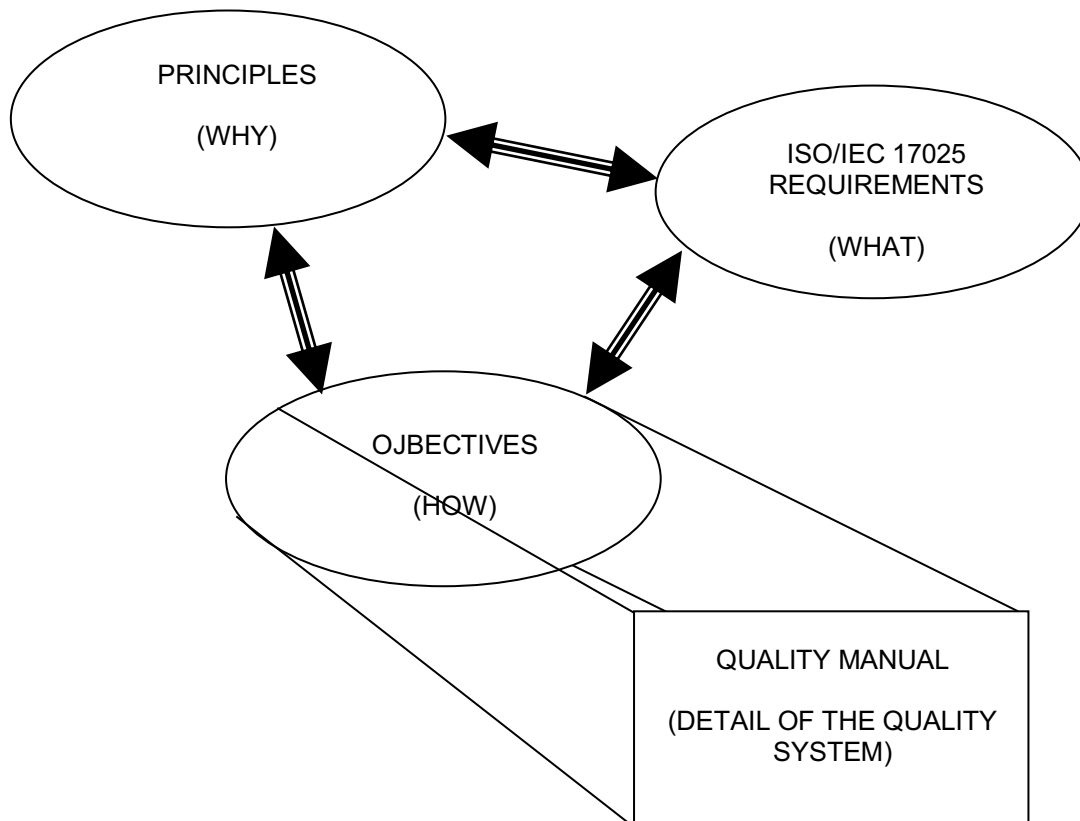 PRINCIPLES
(WHY)
ISO/IEC 17025
REQUIREMENTS
(WHAT)
OJBECTIVES
(HOW)
QUALITY MANUAL
(DETAIL OF THE QUALITY
SYSTEM)